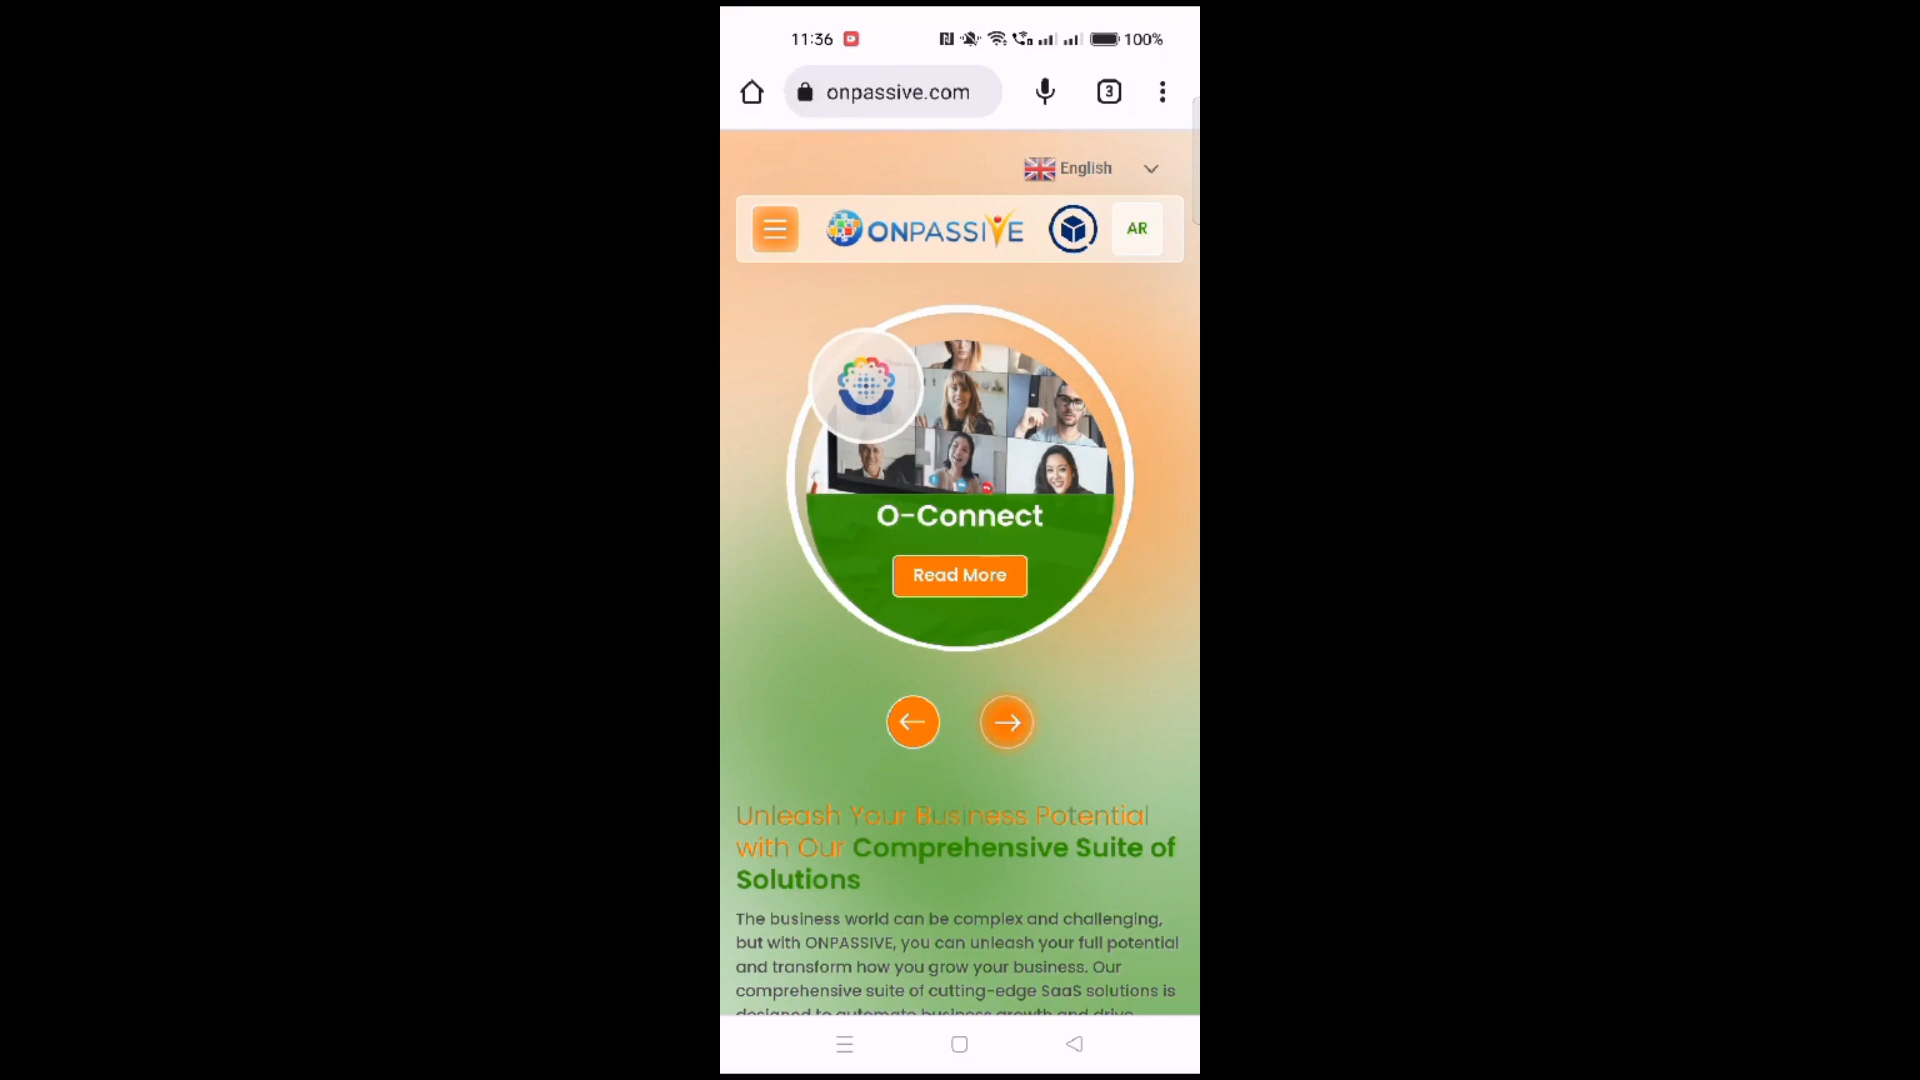 11:36
100%
onpassive.com
3
English
ONPASSIVE
AR
O-Connect
Read More
Unleash Your Business Potential
with Our Comprehensive Suite of
Solutions
The business world can be complex and challenging,
but with ONPASSIVE, you can unleash your full potential
and transform how you grow your business. Our
comprehensive suite of cutting-edge SaaS solutions is
designed to automate business growth and drive